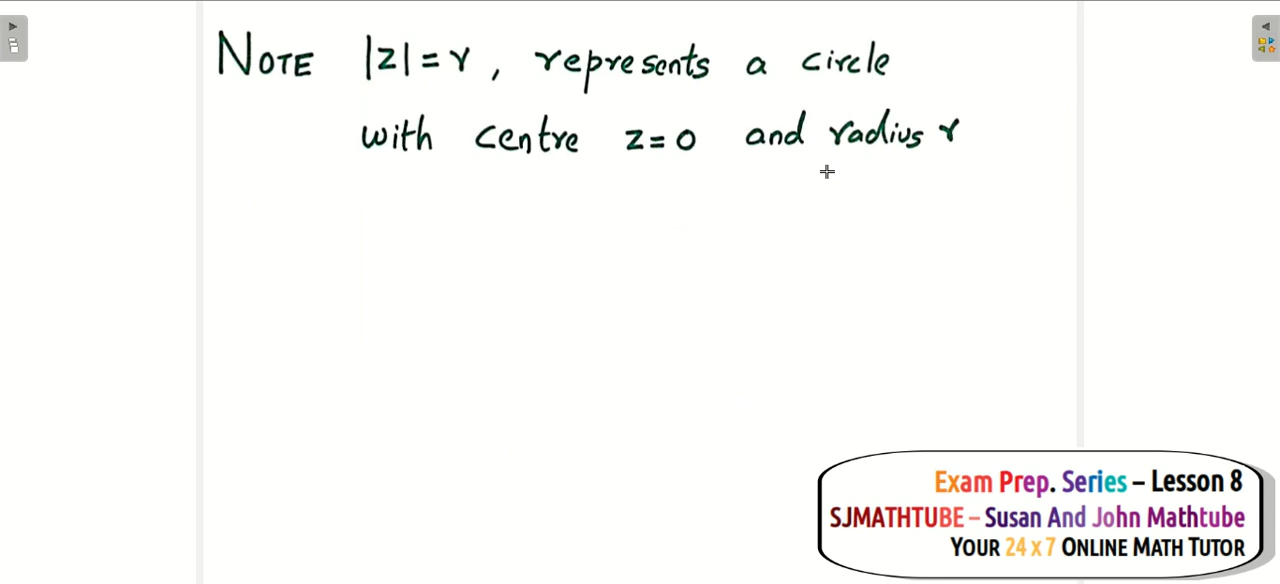 NOTE |z| = r, represents a circle
with centre z = 0 and radius r
Exam Prep. Series – Lesson 8
SJMATHTUBE – Susan And John Mathtube
YOUR 24 x 7 ONLINE MATH TUTOR